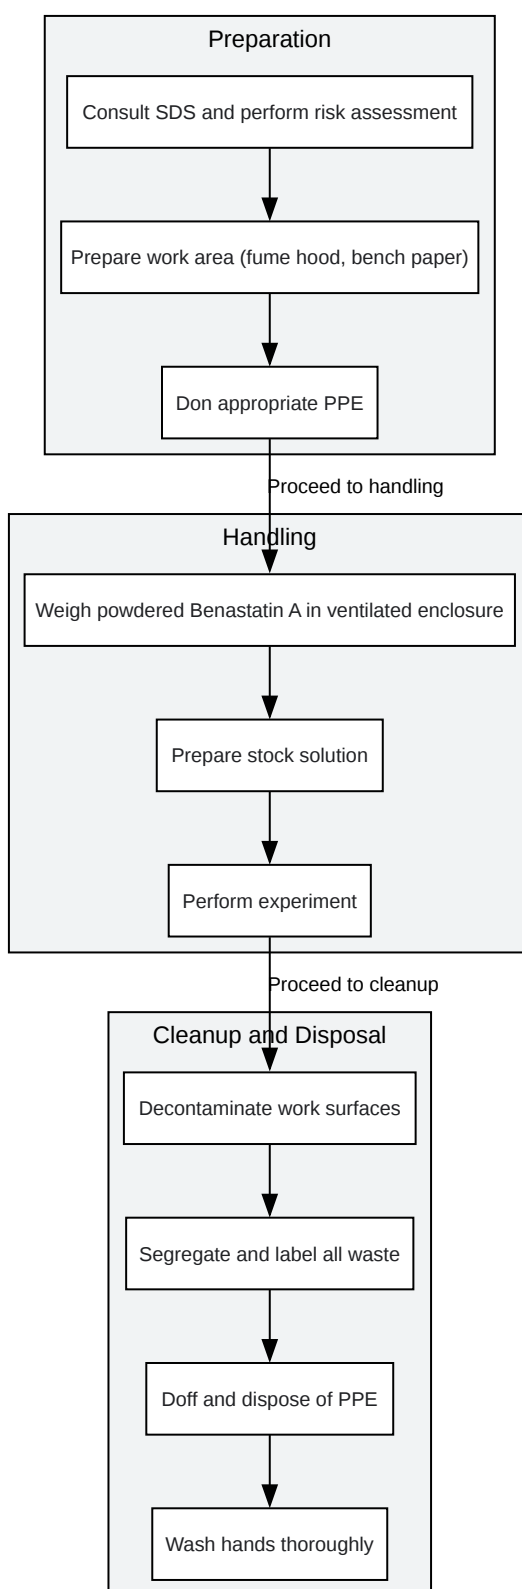 Preparation
Consult SDS and perform risk assessment
Prepare work area (fume hood, bench paper)
Don appropriate PPE
Proceed to handling
Handling
Weigh powdered Benastatin A in ventilated enclosure
Prepare stock solution
Perform experiment
Proceed to cleanup
Cleanup and Disposal
Decontaminate work surfaces
Segregate and label all waste
Doff and dispose of PPE
Wash hands thoroughly